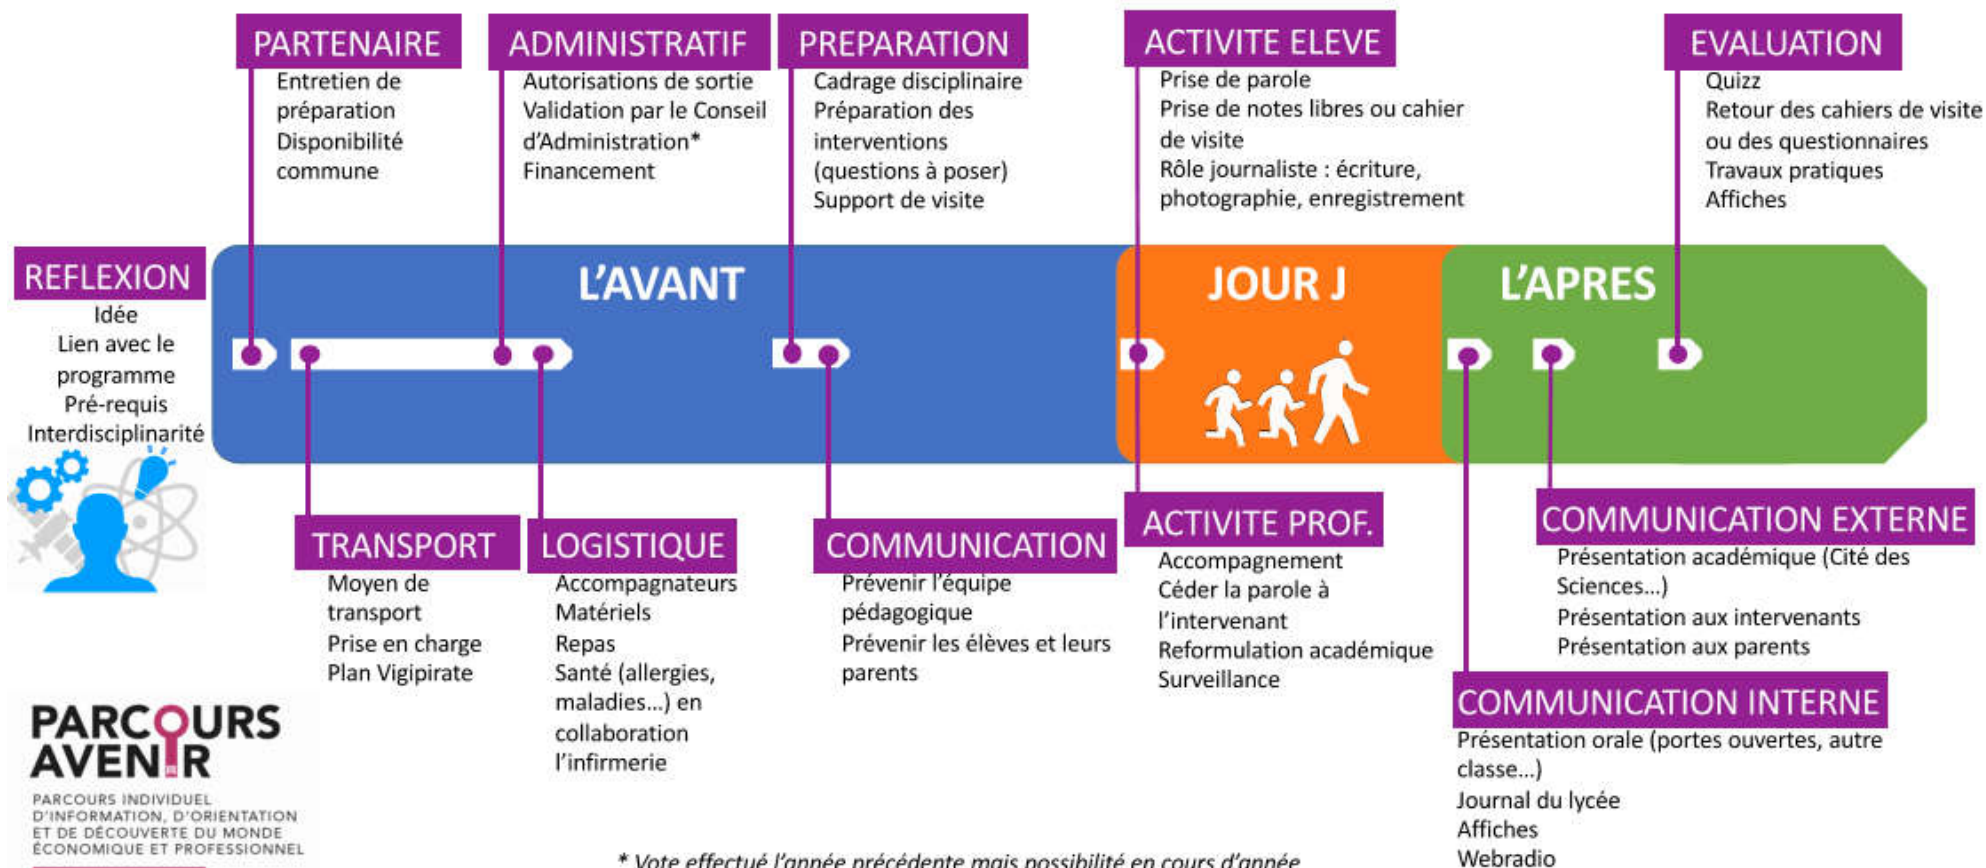 PARTENAIRE
Entretien de
préparation
Disponibilité
commune
ADMINISTRATIF
Autorisations de sortie
Validation par le Conseil
d’Administration*
Financement
PREPARATION
Cadrage disciplinaire
Préparation des
interventions
(questions à poser)
Support de visite
ACTIVITE ELEVE
Prise de parole
Prise de notes libres ou cahier
de visite
Rôle journaliste : écriture,
photographie, enregistrement
EVALUATION
Quizz
Retour des cahiers de visite
ou des questionnaires
Travaux pratiques
Affiches
REFLEXION
Idée
Lien avec le
programme
Pré-requis
Interdisciplinarité
L’AVANT
JOUR J
L’APRES
TRANSPORT
Moyen de
transport
Prise en charge
Plan Vigipirate
LOGISTIQUE
Accompagnateurs
Matériels
Repas
Santé (allergies,
maladies...) en
collaboration
l’infirmerie
COMMUNICATION
Prévenir l’équipe
pédagogique
Prévenir les élèves et leurs
parents
ACTIVITE PROF.
Accompagnement
Céder la parole à
l’intervenant
Reformulation académique
Surveillance
COMMUNICATION EXTERNE
Présentation académique (Cité des
Sciences...)
Présentation aux intervenants
Présentation aux parents
COMMUNICATION INTERNE
Présentation orale (portes ouvertes, autre
classe...)
Journal du lycée
Affiches
Webradio
PARCOURS
AVENIR
PARCOURS INDIVIDUEL
D’INFORMATION, D’ORIENTATION
ET DE DÉCOUVERTE DU MONDE
ÉCONOMIQUE ET PROFESSIONNEL
* Vote effectué l’année précédente mais possibilité en cours d’année